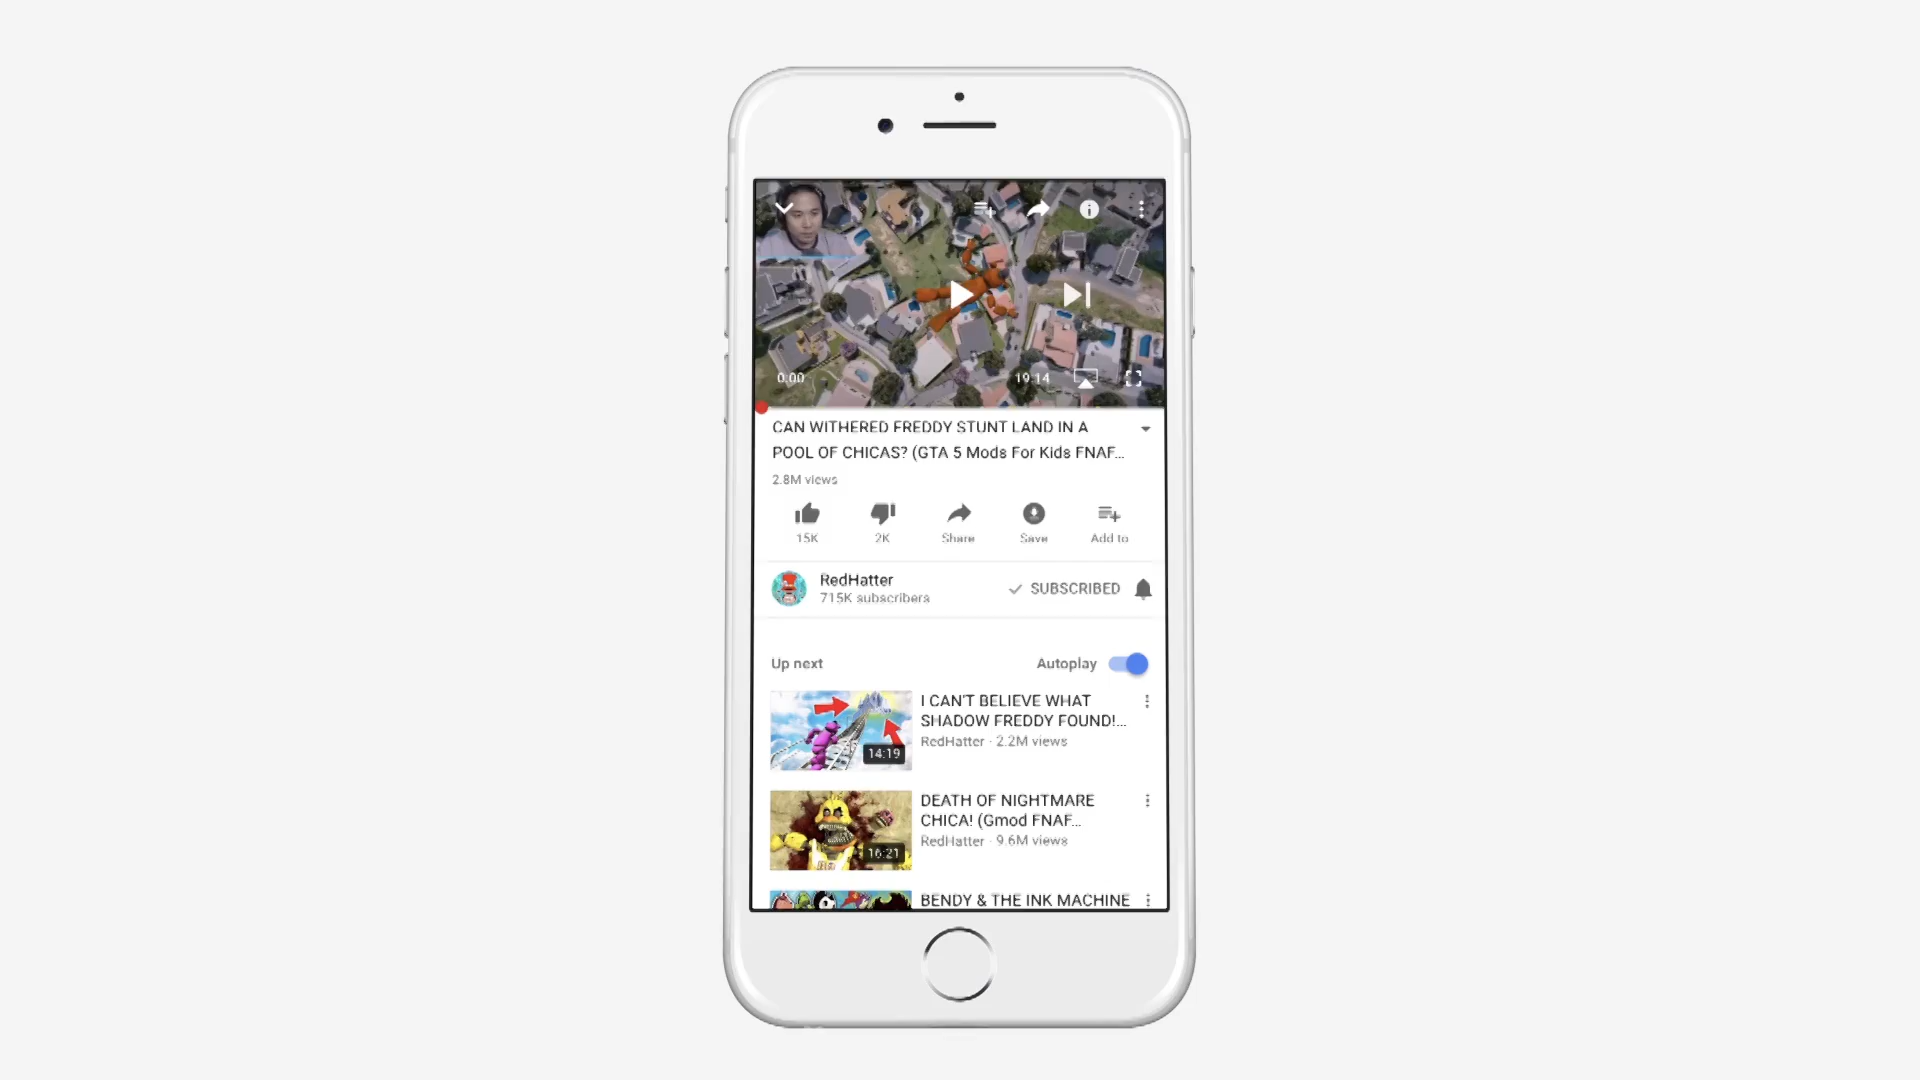 0:00
19:14
CAN WITHERED FREDDY STUNT LAND IN A
POOL OF CHICAS? (GTA 5 Mods For Kids FNAF...
2.8M views
15K
2K
Share
Save
Add to
RedHatter
715K subscribers
SUBSCRIBED
Up next
Autoplay
14:19
I CAN'T BELIEVE WHAT
SHADOW FREDDY FOUND!...
RedHatter · 2.2M views
16:21
DEATH OF NIGHTMARE
CHICA! (Gmod FNAF...
RedHatter · 9.6M views
BENDY & THE INK MACHINE